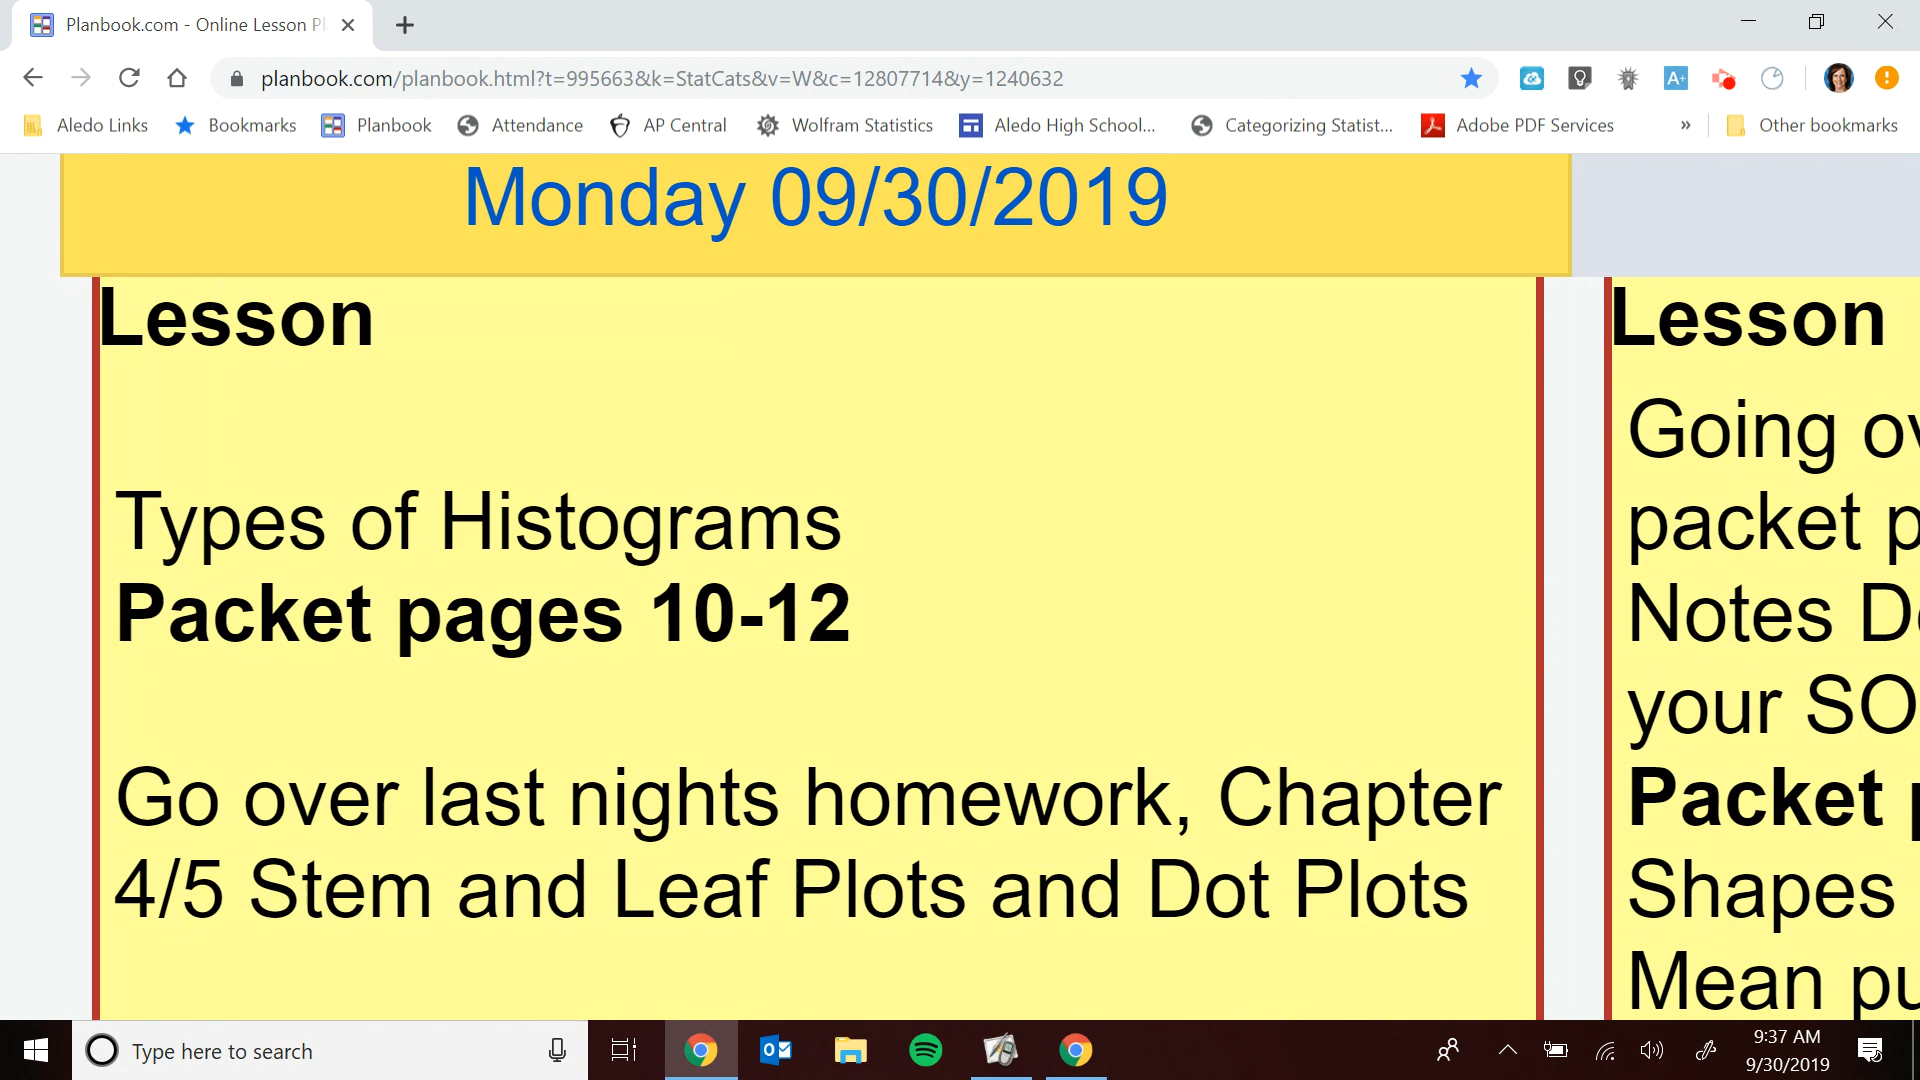 Planbook.com - Online Lesson Pl
planbook.com/planbook.html?t=995663&k=StatCats&v=W&c=12807714&y=1240632
Aledo Links
Bookmarks
Planbook
Attendance
AP Central
Wolfram Statistics
Aledo High School...
Categorizing Statist...
Adobe PDF Services
»
Other bookmarks
Monday 09/30/2019
Lesson
Types of Histograms
Packet pages 10-12
Go over last nights homework, Chapter
4/5 Stem and Leaf Plots and Dot Plots
Lesson
Going ov
packet p
Notes D
your SO
Packet p
Shapes
Mean pu
Type here to search
9:37 AM
9/30/2019